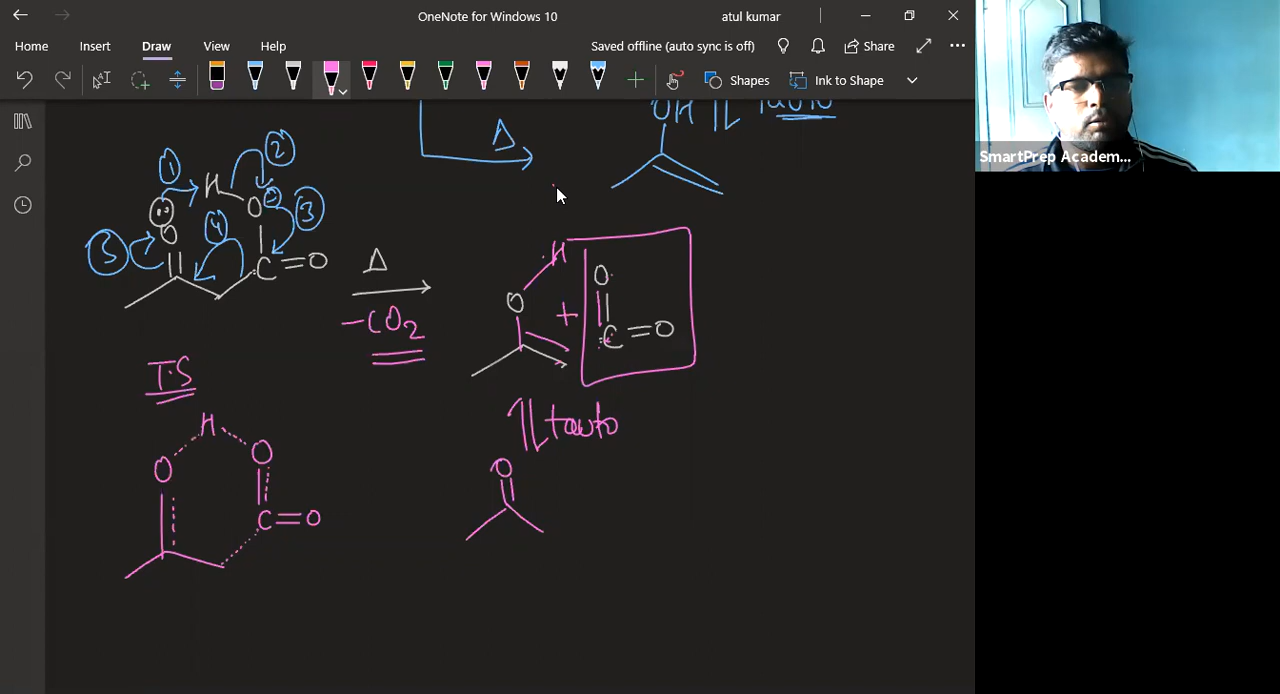 OneNote for Windows 10
atul kumar
Home Insert Draw View Help
Saved offline (auto sync is off)
Share
Shapes
Ink to Shape
SmartPrep Academ...
Δ
OH
tauto
1
2
H
O
3
O
4
5
C=O
Δ
-CO2
H
O
+
O
C=O
T.S
tauto
H
O
O
C=O
O